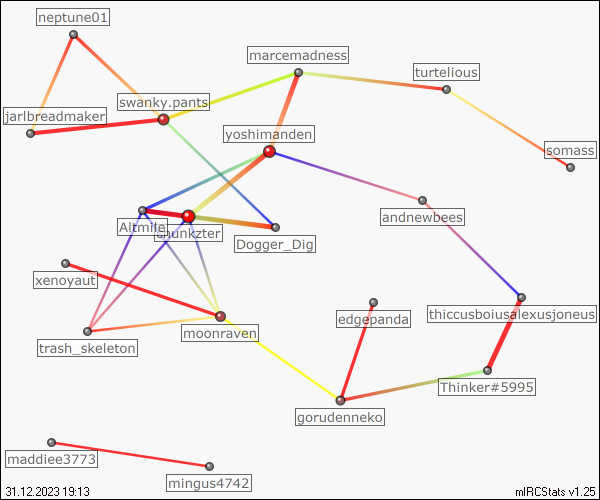 neptune01
marcemadness
turtelious
swanky.pants
jarlbreadmaker
yoshimanden
somass
andnewbees
Altmile
chunkzter
Dogger_Dig
xenoyaut
thiccusboiusalexusjoneus
edgepanda
moonraven
trash_skeleton
Thinker#5995
gorudenneko
maddiee3773
mingus4742
31.12.2023 19:13
mIRCStats v1.25